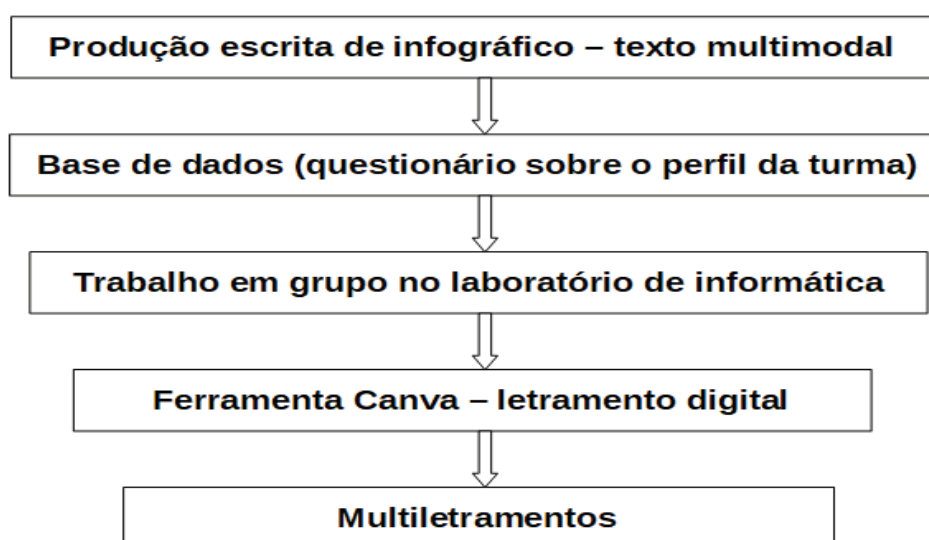 Produção escrita de infográfico – texto multimodal
Base de dados (questionário sobre o perfil da turma)
Trabalho em grupo no laboratório de informática
Ferramenta Canva – letramento digital
Multiletramentos